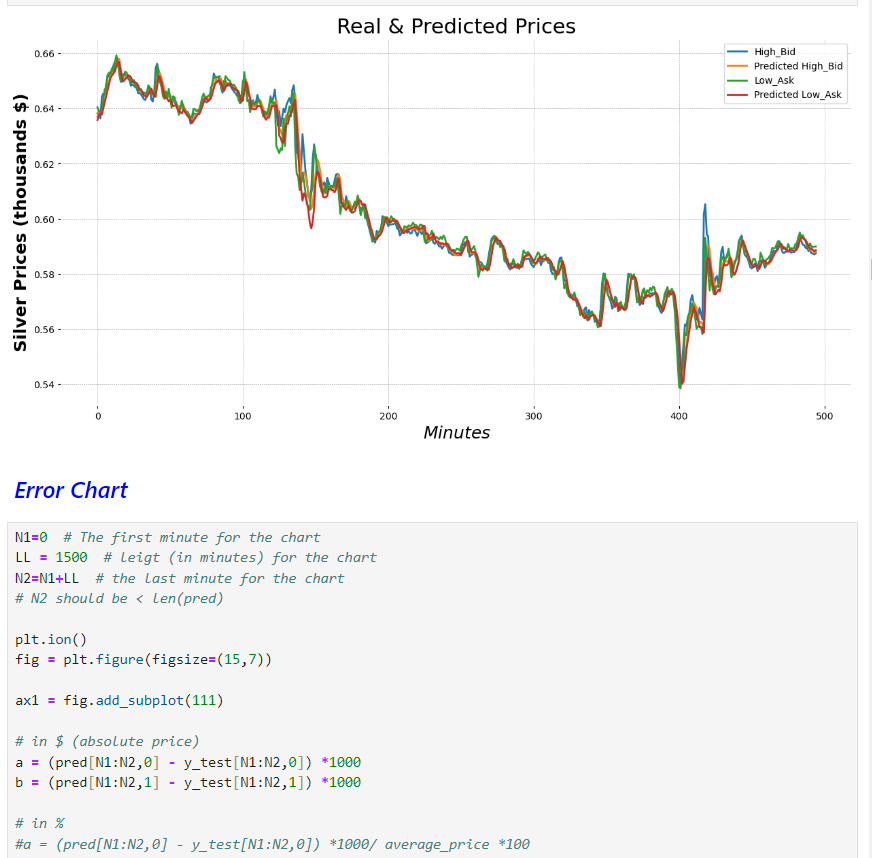 Real & Predicted Prices
High_Bid
Predicted High_Bid
Low_Ask
Predicted Low_Ask
Silver Prices (thousands $)
0.66
0.64
0.62
0.60
0.58
0.56
0.54
0 100 200 300 400 500
Minutes
Error Chart
N1=0  # The first minute for the chart
LL = 1500  # leigt (in minutes) for the chart
N2=N1+LL  # the last minute for the chart
# N2 should be < len(pred)
plt.ion()
fig = plt.figure(figsize=(15,7))
ax1 = fig.add_subplot(111)
# in $ (absolute price)
a = (pred[N1:N2,0] - y_test[N1:N2,0]) *1000
b = (pred[N1:N2,1] - y_test[N1:N2,1]) *1000
# in %
#a = (pred[N1:N2,0] - y_test[N1:N2,0]) *1000/ average_price *100